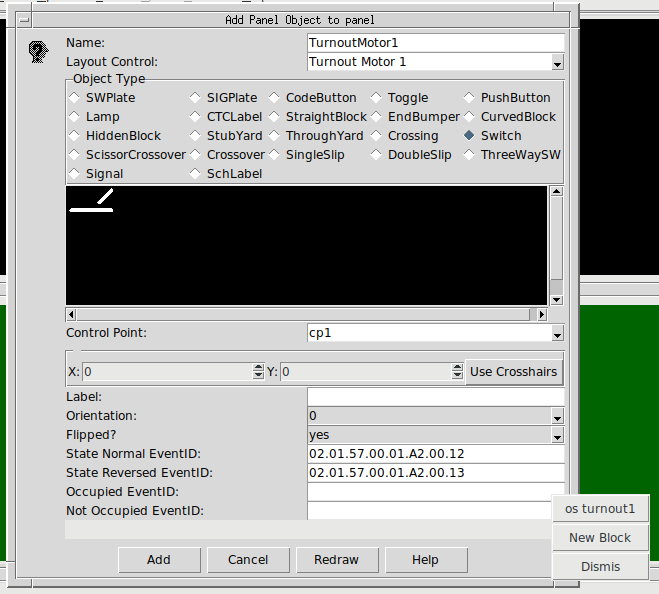 Add Panel Object to panel
Name: TurnoutMotor1
Layout Control: Turnout Motor 1
Object Type
SWPlate SIGPlate CodeButton Toggle PushButton
Lamp CTCLabel StraightBlock EndBumper CurvedBlock
HiddenBlock StubYard ThroughYard Crossing Switch
ScissorCrossover Crossover SingleSlip DoubleSlip ThreeWaySW
Signal SchLabel
Control Point: cp1
X: 0 Y: 0 Use Crosshairs
Label:
Orientation: 0
Flipped? yes
State Normal EventID: 02.01.57.00.01.A2.00.12
State Reversed EventID: 02.01.57.00.01.A2.00.13
Occupied EventID:
Not Occupied EventID:
os turnout1
New Block
Dismis
Add Cancel Redraw Help